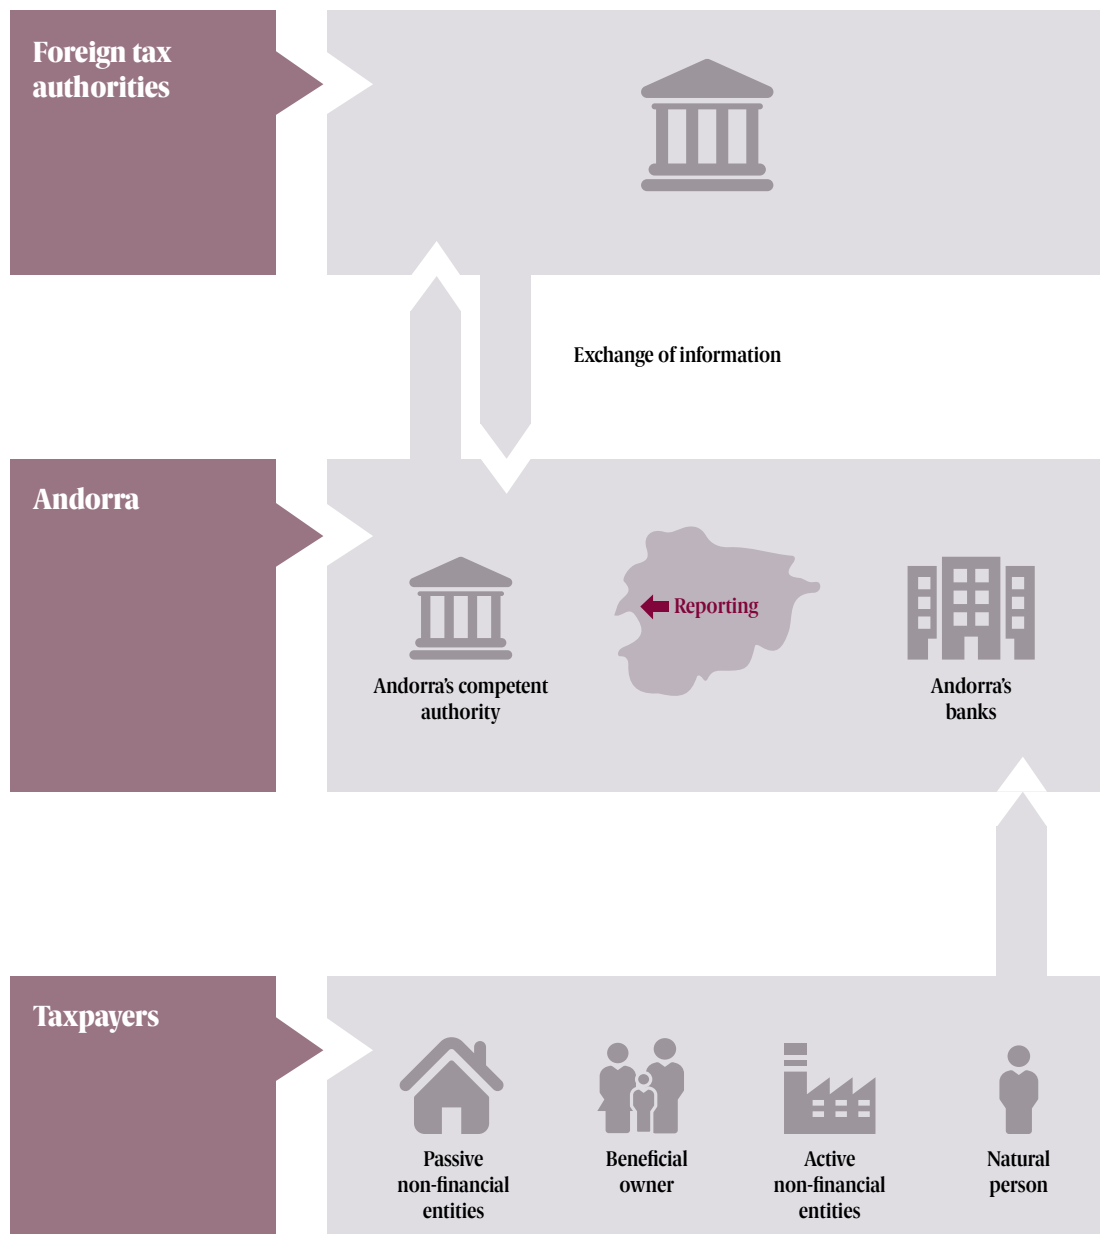 Foreign tax
authorities
Exchange of information
Andorra
Reporting
Andorra's competent
authority
Andorra's
banks
Taxpayers
Passive
non-financial
entities
Beneficial
owner
Active
non-financial
entities
Natural
person